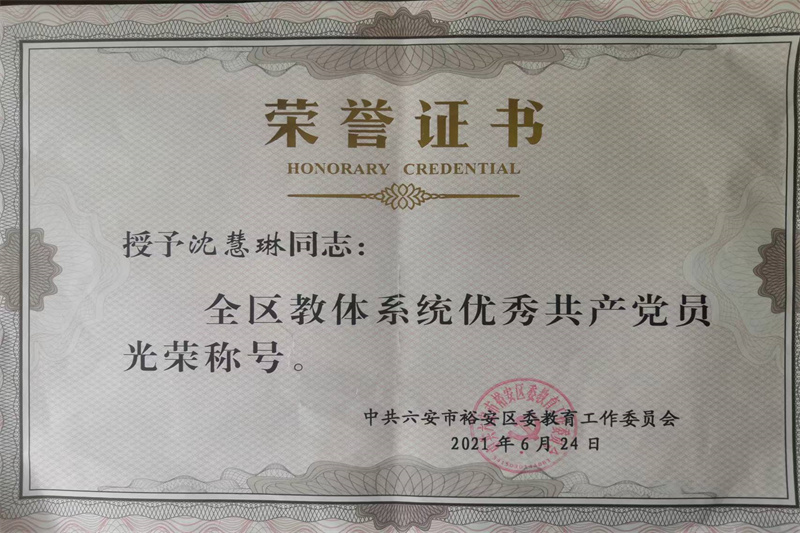 荣誉证书
HONORARY CREDENTIAL
授予沈慧琳同志：
全区教体系统优秀共产党员
光荣称号。
中共六安市裕安区委教育工作委员会
2021年6月24日